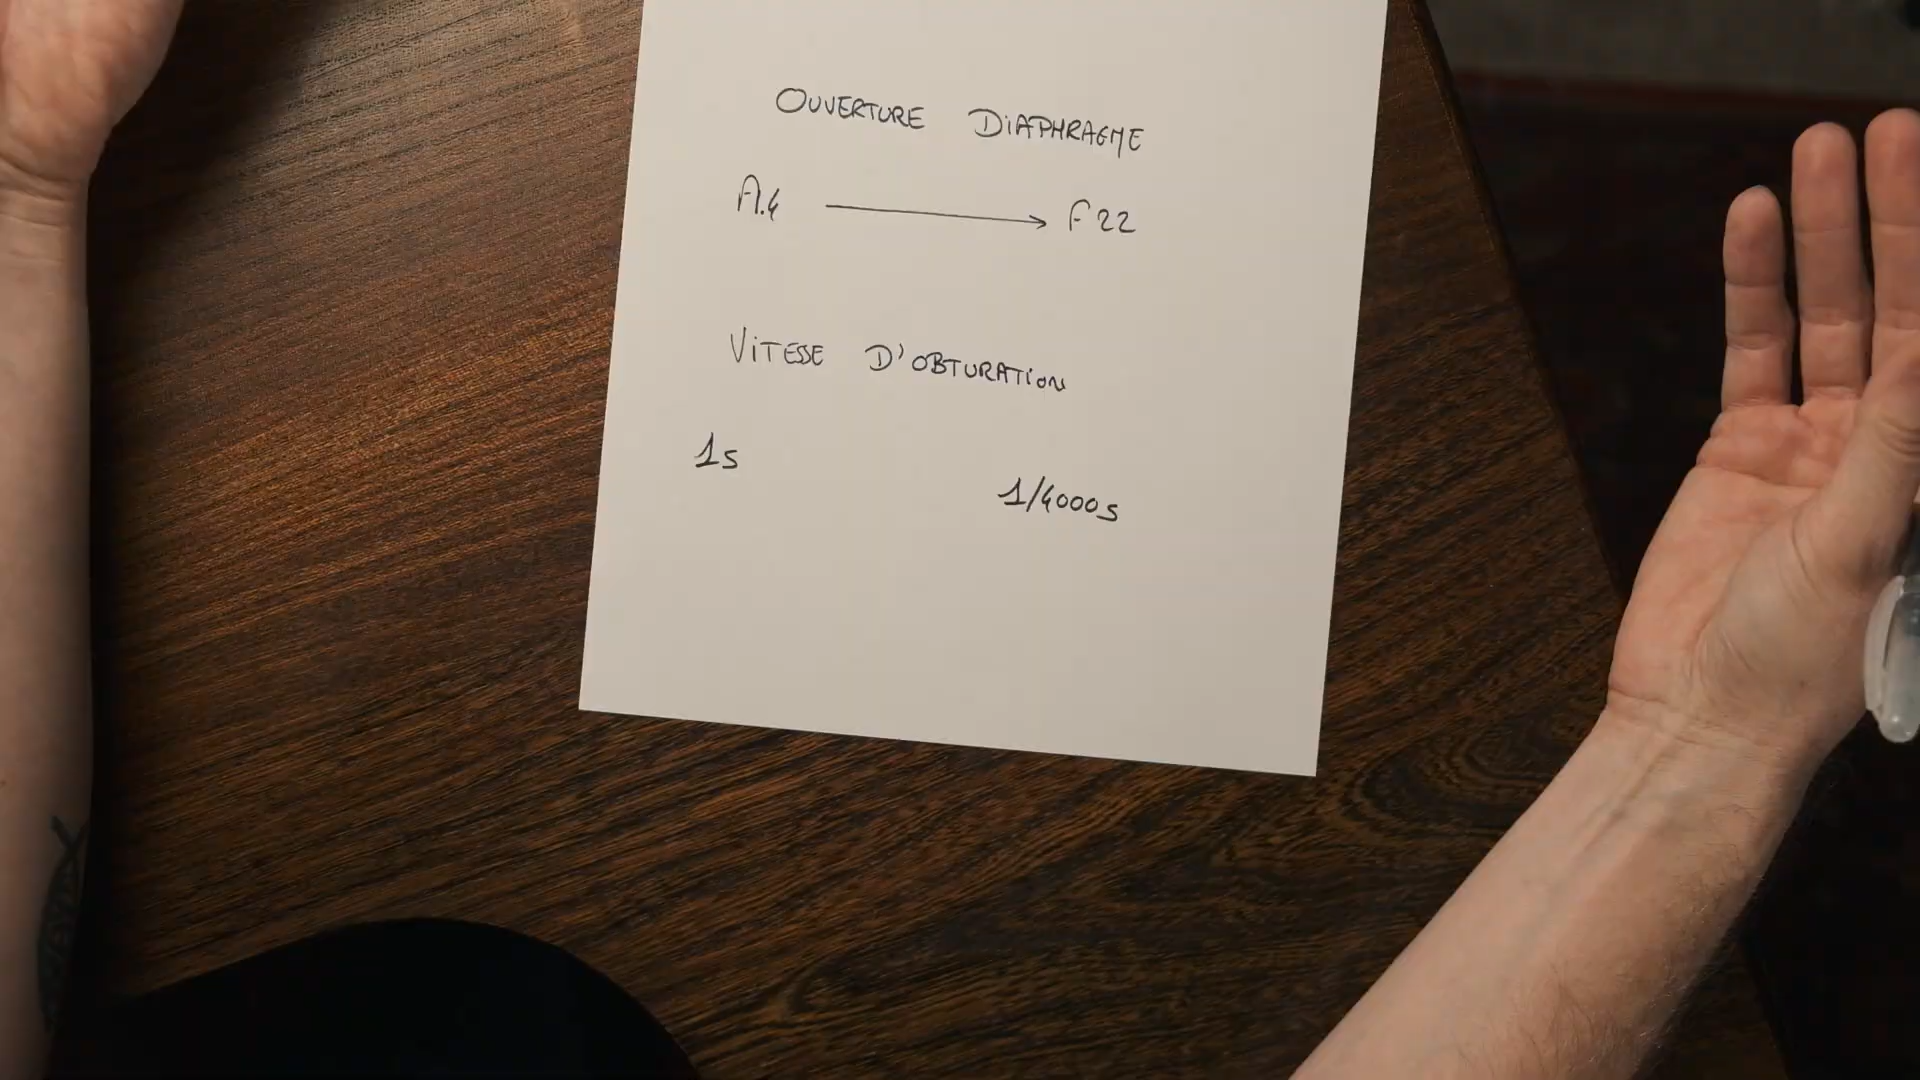 OUVERTURE DIAPHRAGME
F1.4 → F22
VITESSE D'OBTURATION
1s
1/4000s